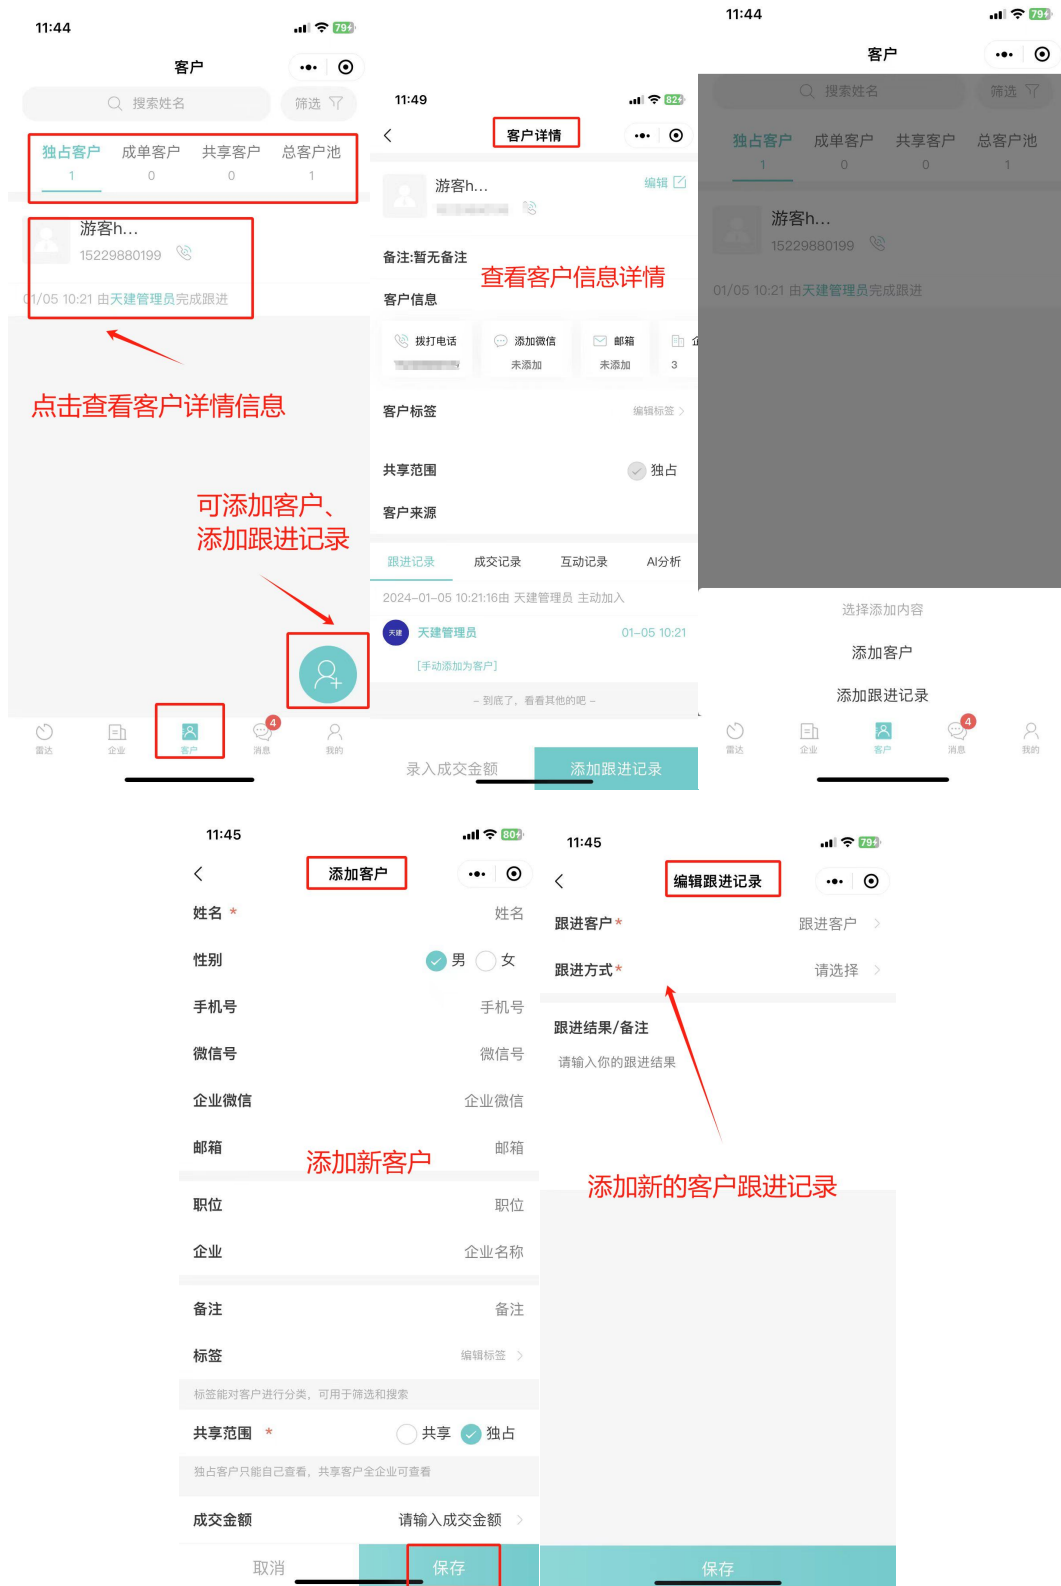 11:44
79
客户
搜索姓名
筛选
独占客户 成单客户 共享客户 总客户池
1 0 0 1
游客h...
15229880199
01/05 10:21 由天建管理员完成跟进
点击查看客户详情信息
可添加客户、
添加跟进记录
雷达 企业 客户 消息 我的
4
11:49
82
客户详情
游客h...
编辑
备注:暂无备注
查看客户信息详情
客户信息
拨打电话 添加微信 邮箱
未添加 未添加 3
客户标签 编辑标签
共享范围 独占
客户来源
跟进记录 成交记录 互动记录 AI分析
2024-01-05 10:21:16由 天建管理员 主动加入
天建 天建管理员 01-05 10:21
[手动添加为客户]
- 到底了，看看其他的吧 -
录入成交金额 添加跟进记录
11:44
79
客户
搜索姓名
筛选
独占客户 成单客户 共享客户 总客户池
1 0 0 1
游客h...
15229880199
01/05 10:21 由天建管理员完成跟进
选择添加内容
添加客户
添加跟进记录
雷达 企业 客户 消息 我的
4
11:45
80
添加客户
姓名 * 姓名
性别 男 女
手机号 手机号
微信号 微信号
企业微信 企业微信
邮箱 邮箱
添加新客户
职位 职位
企业 企业名称
备注 备注
标签 编辑标签
标签能对客户进行分类，可用于筛选和搜索
共享范围 * 共享 独占
独占客户只能自己查看，共享客户全企业可查看
成交金额 请输入成交金额
取消 保存
11:45
79
编辑跟进记录
跟进客户* 跟进客户
跟进方式* 请选择
跟进结果/备注
请输入你的跟进结果
添加新的客户跟进记录
保存